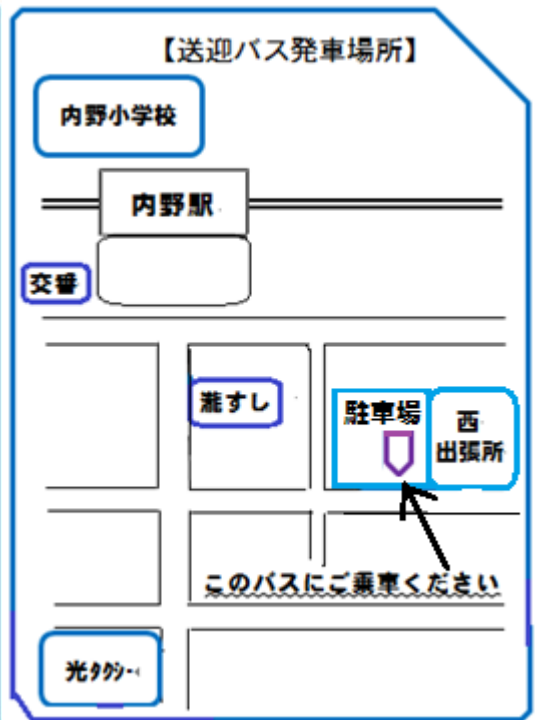 【送迎バス発車場所】
内野小学校
内野駅
交番
瀧すし
駐車場
西
出張所
このバスにご乗車ください
光タクシー